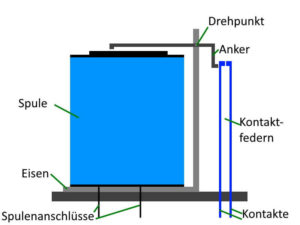 Drehpunkt
Anker
Spule
Kontakt-
federn
Eisen
Spulenanschlüsse
Kontakte